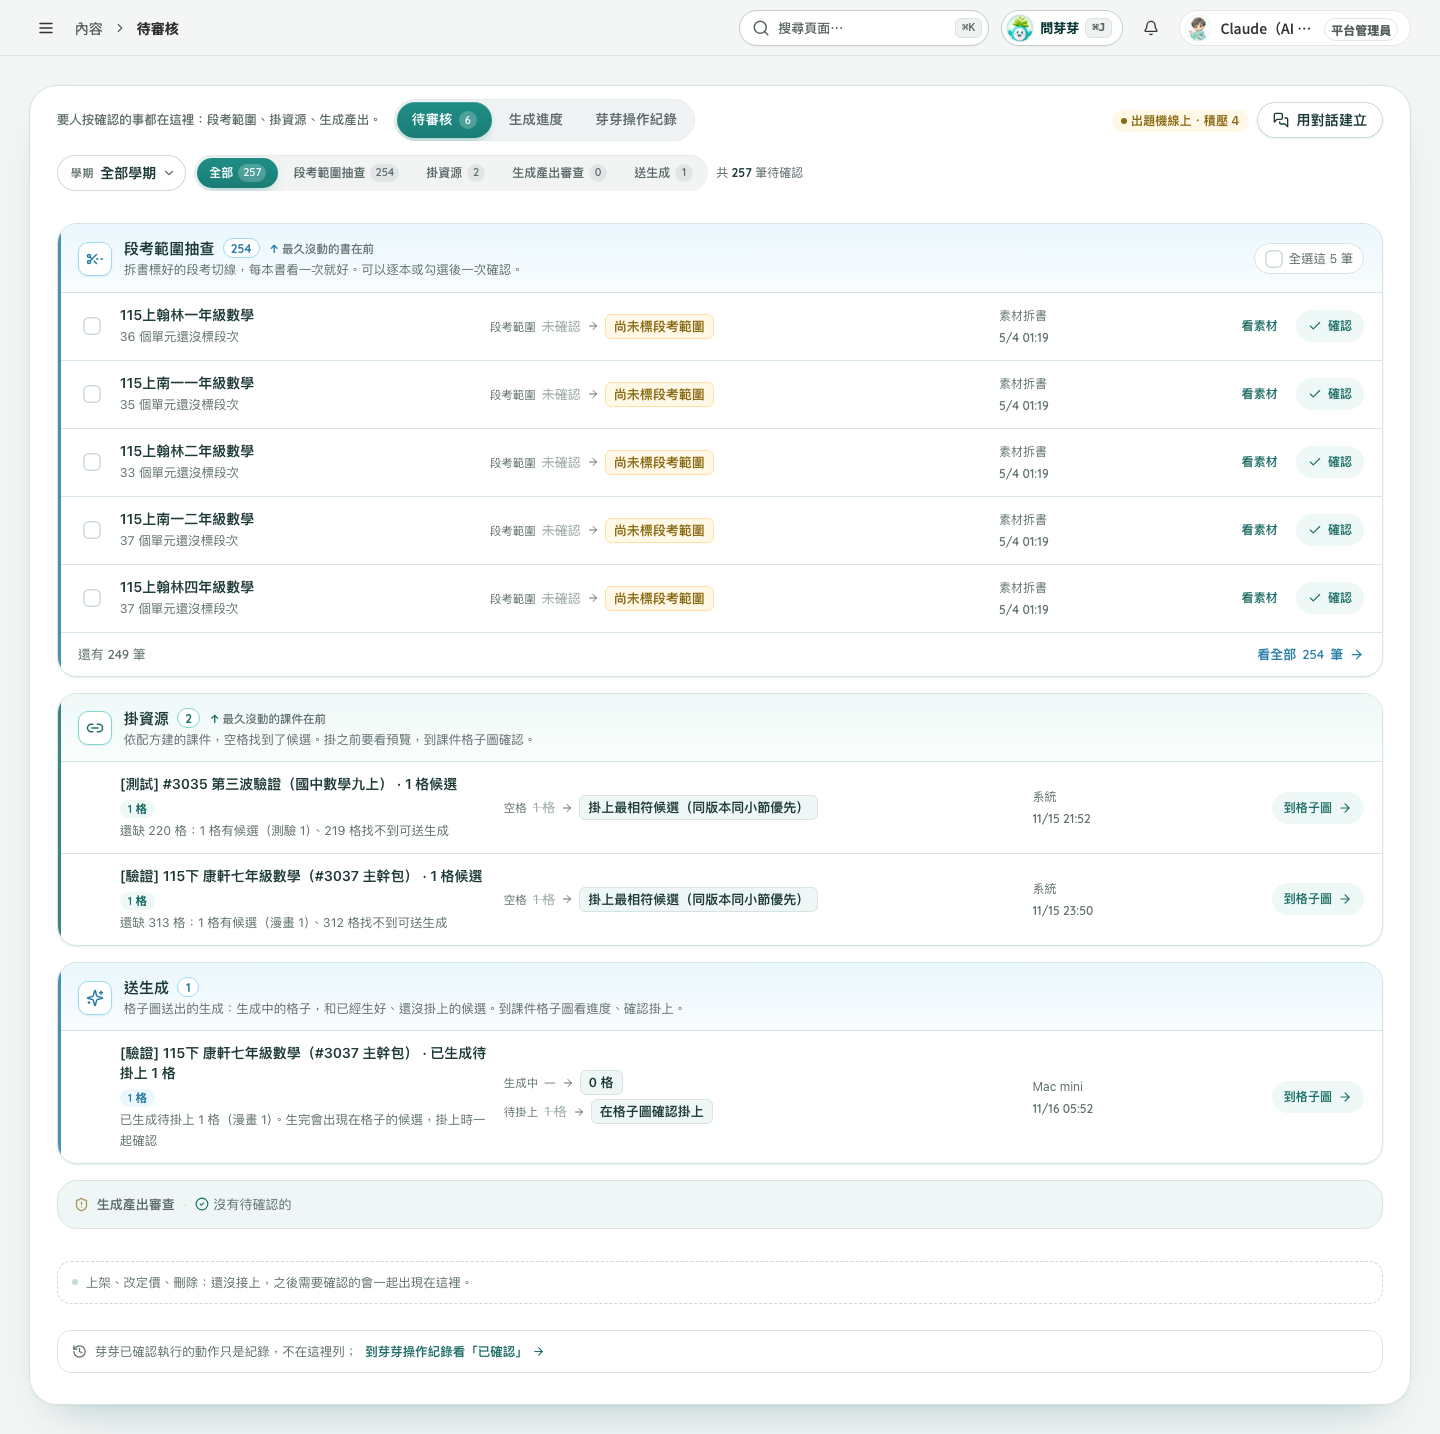 內容 > 待審核
搜尋頁面… ⌘K
問芽芽 ⌘J
Claude（AI … 平台管理員
要人按確認的事都在這裡：段考範圍、掛資源、生成產出。
待審核 6 生成進度 芽芽操作紀錄
出題機線上 · 積壓 4
用對話建立
學期 全部學期
全部 257 段考範圍抽查 254 掛資源 2 生成產出審查 0 送生成 1
共 257 筆待確認
段考範圍抽查 254 ↑ 最久沒動的書在前
拆書標好的段考切線，每本書看一次就好。可以逐本或勾選後一次確認。
全選這 5 筆
115上翰林一年級數學
36 個單元還沒標段次
段考範圍 未確認 → 尚未標段考範圍
素材拆書
5/4 01:19
看素材 確認
115上南一一年級數學
35 個單元還沒標段次
段考範圍 未確認 → 尚未標段考範圍
素材拆書
5/4 01:19
看素材 確認
115上翰林二年級數學
33 個單元還沒標段次
段考範圍 未確認 → 尚未標段考範圍
素材拆書
5/4 01:19
看素材 確認
115上南一二年級數學
37 個單元還沒標段次
段考範圍 未確認 → 尚未標段考範圍
素材拆書
5/4 01:19
看素材 確認
115上翰林四年級數學
37 個單元還沒標段次
段考範圍 未確認 → 尚未標段考範圍
素材拆書
5/4 01:19
看素材 確認
還有 249 筆
看全部 254 筆 →
掛資源 2 ↑ 最久沒動的課件在前
依配方建的課件，空格找到了候選。掛之前要看預覽，到課件格子圖確認。
[測試] #3035 第三波驗證（國中數學九上） · 1 格候選
1 格
還缺 220 格：1 格有候選（測驗 1）、219 格找不到可送生成
空格 1 格 → 掛上最相符候選（同版本同小節優先）
系統
11/15 21:52
到格子圖 →
[驗證] 115下 康軒七年級數學（#3037 主幹包） · 1 格候選
1 格
還缺 313 格：1 格有候選（漫畫 1）、312 格找不到可送生成
空格 1 格 → 掛上最相符候選（同版本同小節優先）
系統
11/15 23:50
到格子圖 →
送生成 1
格子圖送出的生成：生成中的格子，和已經生好、還沒掛上的候選。到課件格子圖看進度、確認掛上。
[驗證] 115下 康軒七年級數學（#3037 主幹包） · 已生成待
掛上 1 格
1 格
已生成待掛上 1 格（漫畫 1）。生完會出現在格子的候選，掛上時一
起確認
生成中 — → 0 格
待掛上 1 格 → 在格子圖確認掛上
Mac mini
11/16 05:52
到格子圖 →
生成產出審查 · 沒有待確認的
上架、改定價、刪除：還沒接上，之後需要確認的會一起出現在這裡。
芽芽已確認執行的動作只是紀錄，不在這裡列； 到芽芽操作紀錄看「已確認」 →